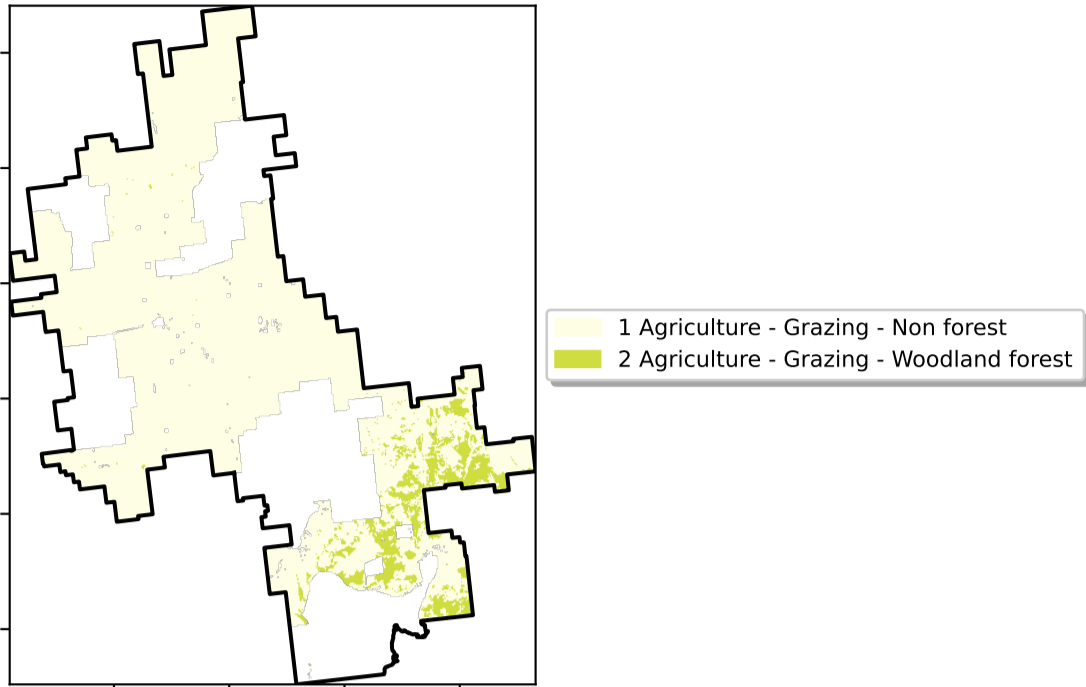 1 Agriculture - Grazing - Non forest
2 Agriculture - Grazing - Woodland forest